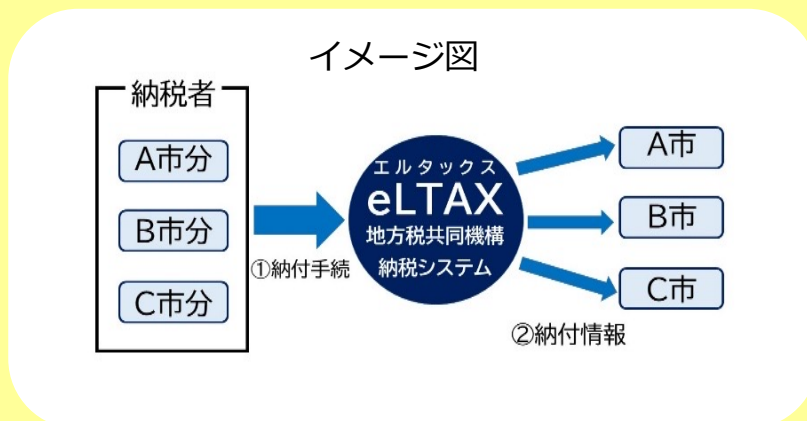 イメージ図
納税者
A市分
B市分
C市分
①納付手続
エルタックス
eLTAX
地方税共同機構
納税システム
A市
B市
C市
②納付情報